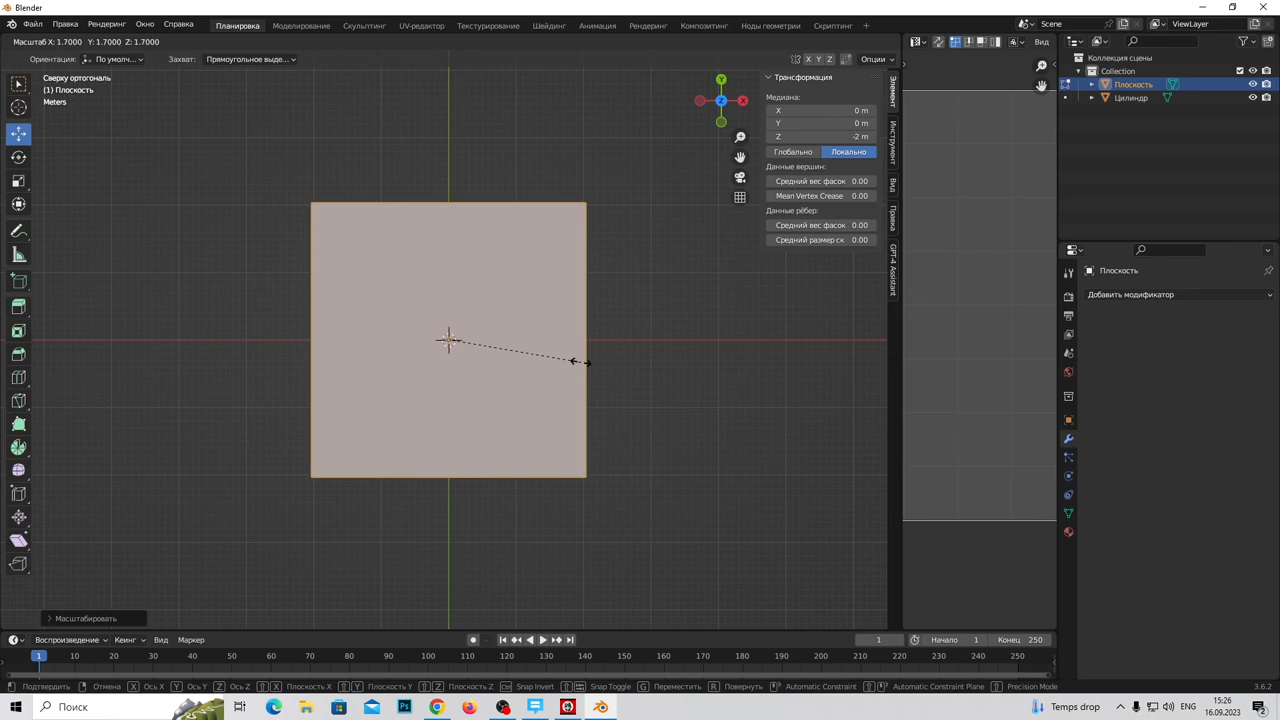 Blender
Файл Правка Рендеринг Окно Справка Планировка Моделирование Скульптинг UV-редактор Текстурирование Шейдинг Анимация Рендеринг Композитинг Ноды геометрии Скриптинг + Scene ViewLayer
Масштаб X: 1.7000 Y: 1.7000 Z: 1.7000 Вид
Ориентация: По умолч... Захват: Прямоугольное выде... X Y Z Опции
Коллекция сцены
Collection
Плоскость
Цилиндр
Сверху ортогональ
(1) Плоскость
Meters
Y
Z
X
Трансформация
Медиана:
X 0 m
Y 0 m
Z -2 m
Глобально Локально
Данные вершин:
Средний вес фасок 0.00
Mean Vertex Crease 0.00
Данные рёбер:
Средний вес фасок 0.00
Средний размер ск 0.00
Элемент
Инструмент
Вид
Правка
GPT-4 Assistant
Плоскость
Добавить модификатор
Масштабировать
Воспроизведение Кеинг Вид Маркер 1 Начало 1 Конец 250
1 10 20 30 40 50 60 70 80 90 100 110 120 130 140 150 160 170 180 190 200 210 220 230 240 250
Подтвердить Отмена X Ось X Y Ось Y Z Ось Z X Плоскость X Y Плоскость Y Z Плоскость Z Snap Invert Snap Toggle G Переместить R Повернуть Automatic Constraint Automatic Constraint Plane Precision Mode 3.6.2
Поиск Ps Temps drop 15:26
16.09.2023